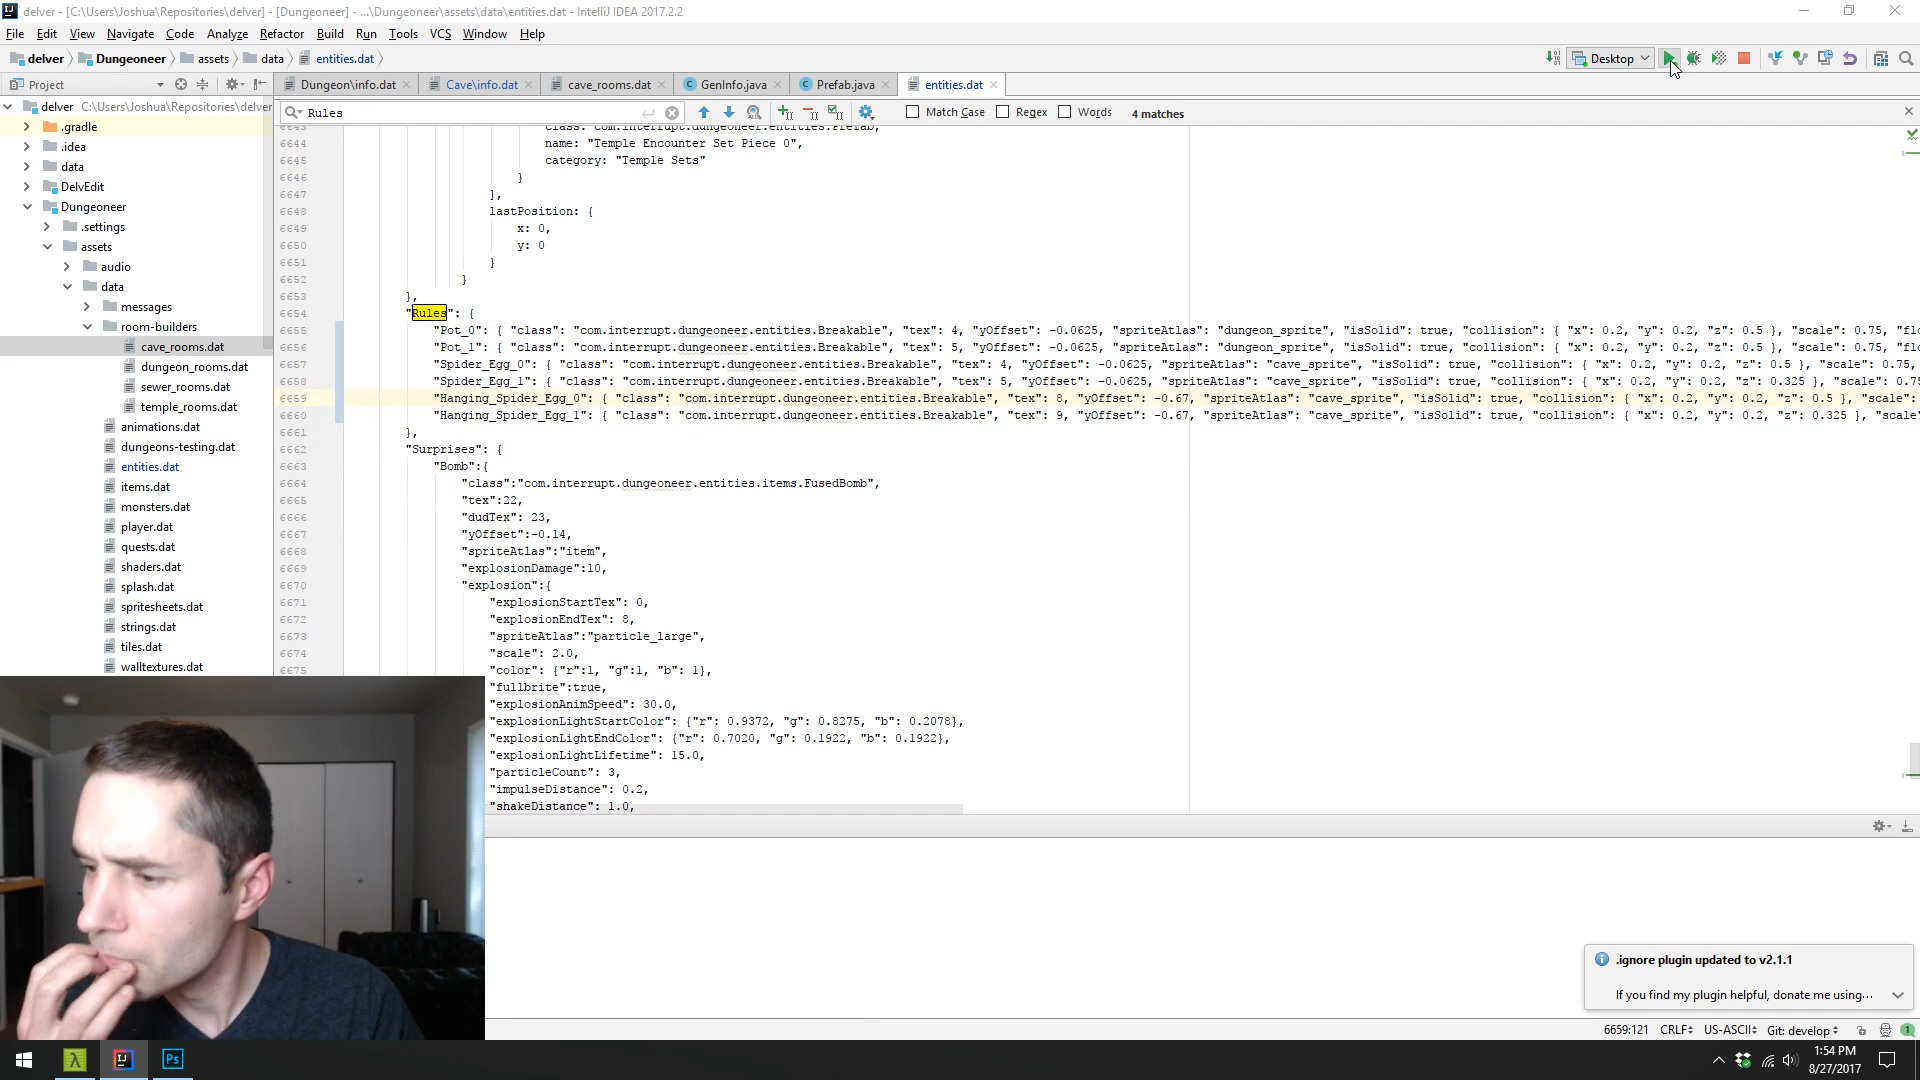 delver - [C:\Users\Joshua\Repositories\delver] - [Dungeoneer] - ...\Dungeoneer\assets\data\entities.dat - IntelliJ IDEA 2017.2.2
File Edit View Navigate Code Analyze Refactor Build Run Tools VCS Window Help
delver Dungeoneer assets data entities.dat Desktop
Project Dungeon\info.dat Cave\info.dat cave_rooms.dat GenInfo.java Prefab.java entities.dat
delver C:\Users\Joshua\Repositories\delver
.gradle
.idea
data
DelvEdit
Dungeoneer
.settings
assets
audio
data
messages
room-builders
cave_rooms.dat
dungeon_rooms.dat
sewer_rooms.dat
temple_rooms.dat
animations.dat
dungeons-testing.dat
entities.dat
items.dat
monsters.dat
player.dat
quests.dat
shaders.dat
splash.dat
spritesheets.dat
strings.dat
tiles.dat
walltextures.dat
Rules Match Case Regex Words 4 matches
6643 class: "com.interrupt.dungeoneer.entities.Prefab",
6644 name: "Temple Encounter Set Piece 0",
6645 category: "Temple Sets"
6646 }
6647 ],
6648 lastPosition: {
6649 x: 0,
6650 y: 0
6651 }
6652 }
6653 },
6654 "Rules": {
6655 "Pot_0": { "class": "com.interrupt.dungeoneer.entities.Breakable", "tex": 4, "yOffset": -0.0625, "spriteAtlas": "dungeon_sprite", "isSolid": true, "collision": { "x": 0.2, "y": 0.2, "z": 0.5 }, "scale": 0.75, "flo
6656 "Pot_1": { "class": "com.interrupt.dungeoneer.entities.Breakable", "tex": 5, "yOffset": -0.0625, "spriteAtlas": "dungeon_sprite", "isSolid": true, "collision": { "x": 0.2, "y": 0.2, "z": 0.5 }, "scale": 0.75, "flo
6657 "Spider_Egg_0": { "class": "com.interrupt.dungeoneer.entities.Breakable", "tex": 4, "yOffset": -0.0625, "spriteAtlas": "cave_sprite", "isSolid": true, "collision": { "x": 0.2, "y": 0.2, "z": 0.5 }, "scale": 0.75,
6658 "Spider_Egg_1": { "class": "com.interrupt.dungeoneer.entities.Breakable", "tex": 5, "yOffset": -0.0625, "spriteAtlas": "cave_sprite", "isSolid": true, "collision": { "x": 0.2, "y": 0.2, "z": 0.325 }, "scale": 0.7
6659 "Hanging_Spider_Egg_0": { "class": "com.interrupt.dungeoneer.entities.Breakable", "tex": 8, "yOffset": -0.67, "spriteAtlas": "cave_sprite", "isSolid": true, "collision": { "x": 0.2, "y": 0.2, "z": 0.5 }, "scale":
6660 "Hanging_Spider_Egg_1": { "class": "com.interrupt.dungeoneer.entities.Breakable", "tex": 9, "yOffset": -0.67, "spriteAtlas": "cave_sprite", "isSolid": true, "collision": { "x": 0.2, "y": 0.2, "z": 0.325 }, "scale
6661 },
6662 "Surprises": {
6663 "Bomb":{
6664 "class":"com.interrupt.dungeoneer.entities.items.FusedBomb",
6665 "tex":22,
6666 "dudTex": 23,
6667 "yOffset":-0.14,
6668 "spriteAtlas":"item",
6669 "explosionDamage":10,
6670 "explosion":{
6671 "explosionStartTex": 0,
6672 "explosionEndTex": 8,
6673 "spriteAtlas":"particle_large",
6674 "scale": 2.0,
6675 "color": {"r":1, "g":1, "b": 1},
"fullbrite":true,
"explosionAnimSpeed": 30.0,
"explosionLightStartColor": {"r": 0.9372, "g": 0.8275, "b": 0.2078},
"explosionLightEndColor": {"r": 0.7020, "g": 0.1922, "b": 0.1922},
"explosionLightLifetime": 15.0,
"particleCount": 3,
"impulseDistance": 0.2,
"shakeDistance": 1.0,
.ignore plugin updated to v2.1.1
If you find my plugin helpful, donate me using...
6659:121 CRLF US-ASCII Git: develop 1
IJ Ps
1:54 PM
8/27/2017